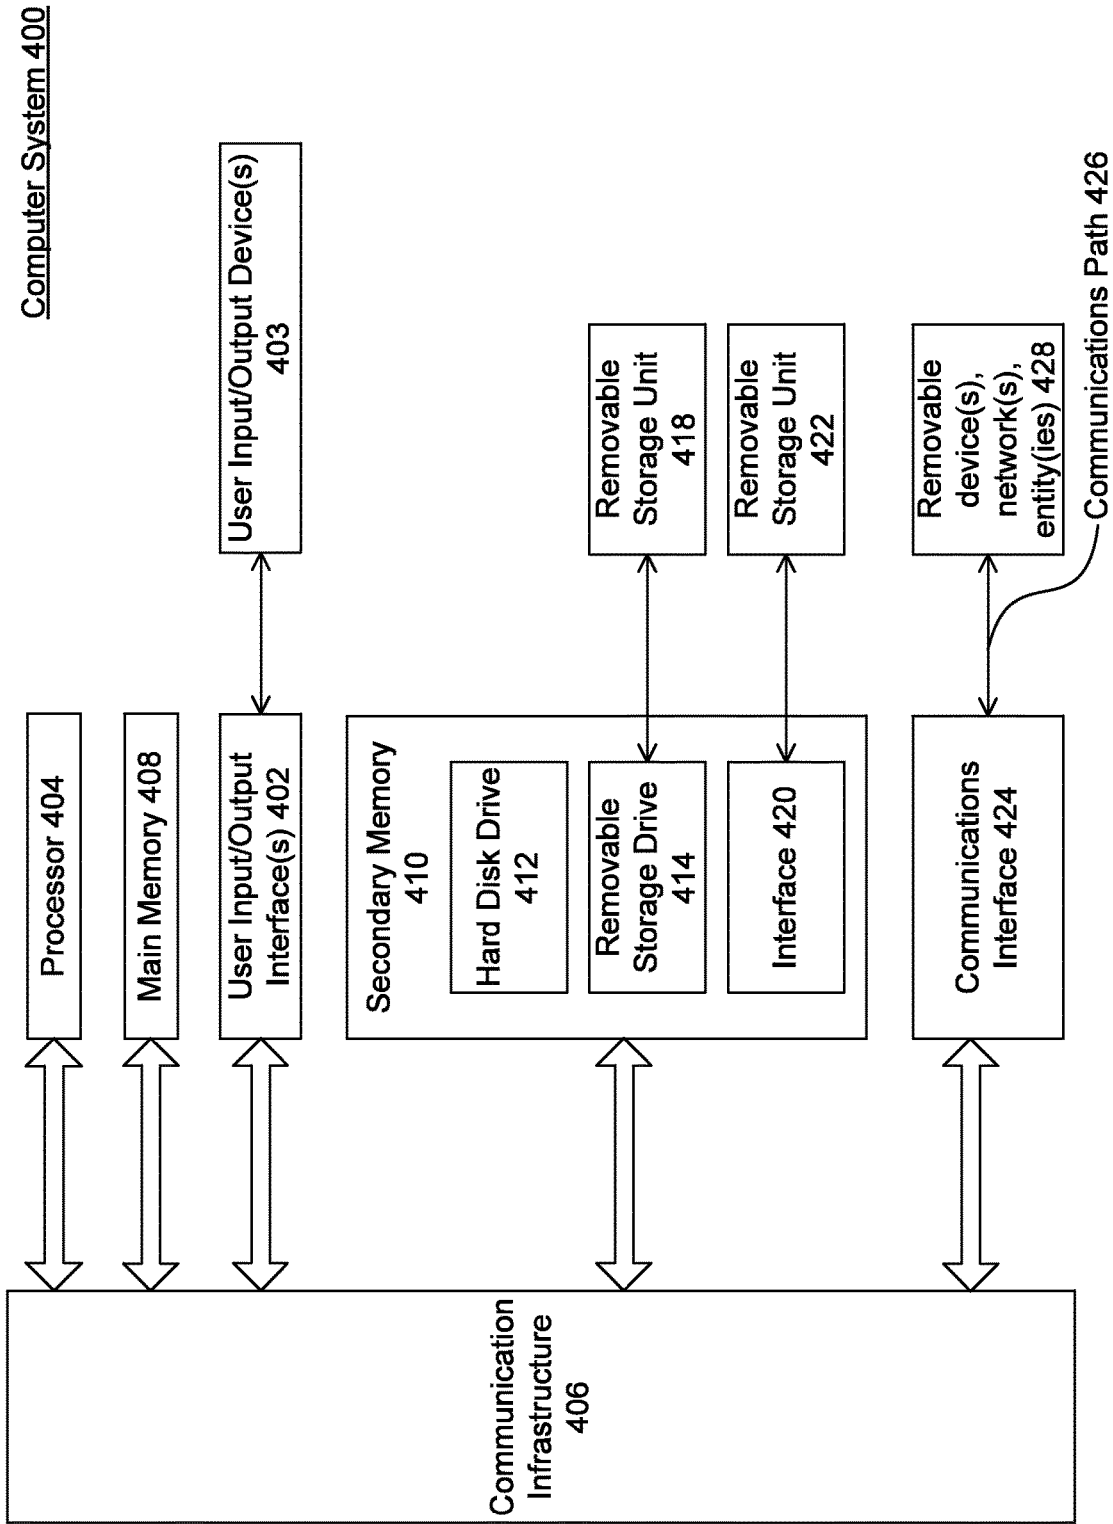 Computer System 400
Processor 404
Main Memory 408
User Input/Output
Interface(s) 402
User Input/Output Device(s)
403
Secondary Memory
410
Hard Disk Drive
412
Removable
Storage Drive
414
Removable
Storage Unit
418
Interface 420
Removable
Storage Unit
422
Communications
Interface 424
Removable
device(s),
network(s),
entity(ies) 428
Communications Path 426
Communication
Infrastructure
406